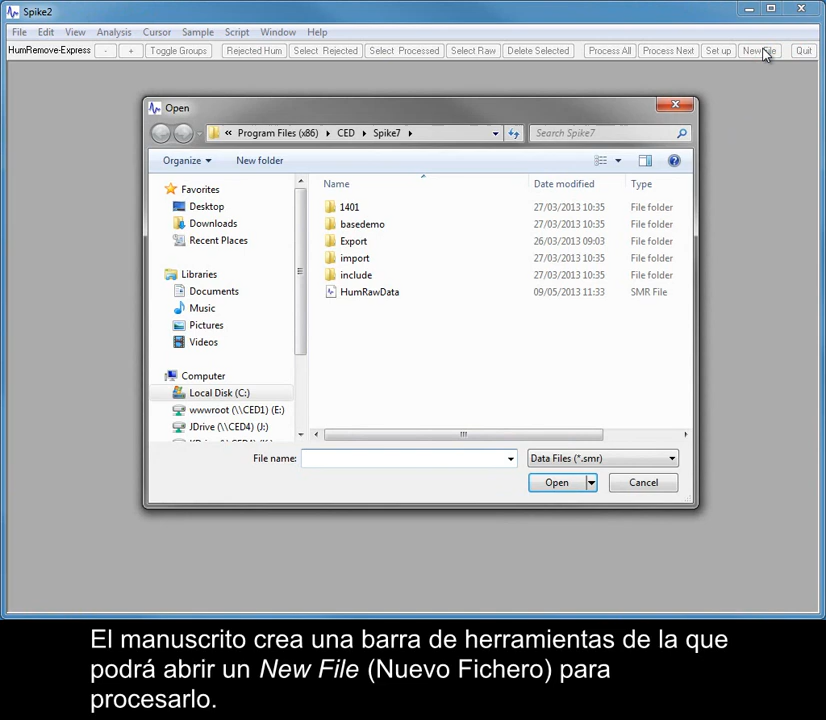 Spike2
File Edit View Analysis Cursor Sample Script Window Help
HumRemove-Express - + Toggle Groups Rejected Hum Select Rejected Select Processed Select Raw Delete Selected Process All Process Next Set up New File Quit
Open
« Program Files (x86) CED Spike7 Search Spike7
Organize New folder
Name Date modified Type
Favorites
Desktop
Downloads
Recent Places
Libraries
Documents
Music
Pictures
Videos
Computer
Local Disk (C:)
wwwroot (\\CED1) (E:)
JDrive (\\CED4) (J:)
1401 27/03/2013 10:35 File folder
basedemo 27/03/2013 10:35 File folder
Export 26/03/2013 09:03 File folder
import 27/03/2013 10:35 File folder
include 27/03/2013 10:35 File folder
HumRawData 09/05/2013 11:33 SMR File
File name: Data Files (*.smr)
Open Cancel
El manuscrito crea una barra de herramientas de la que
podrá abrir un New File (Nuevo Fichero) para
procesarlo.